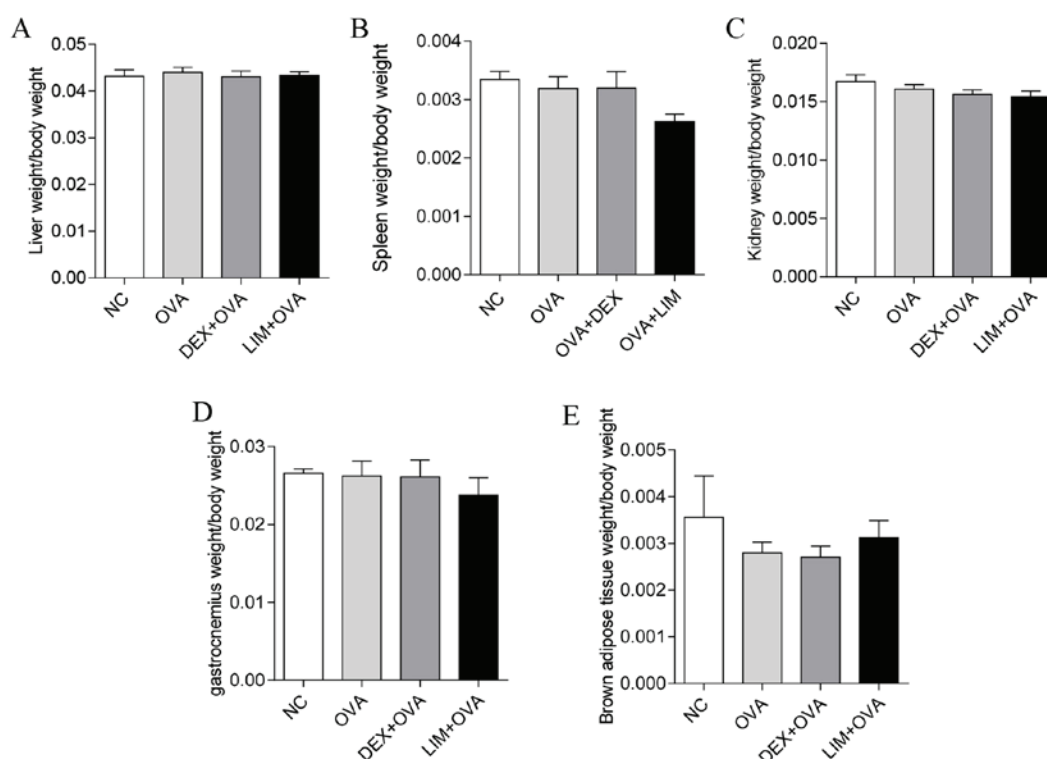 A
Liver weight/body weight
0.05
0.04
0.03
0.02
0.01
0.00
NC
OVA
DEX+OVA
LIM+OVA
B
Spleen weight/body weight
0.004
0.003
0.002
0.001
0.000
NC
OVA
OVA+DEX
OVA+LIM
C
Kidney weight/body weight
0.020
0.015
0.010
0.005
0.000
NC
OVA
DEX+OVA
LIM+OVA
D
gastrocnemius weight/body weight
0.03
0.02
0.01
0.00
NC
OVA
DEX+OVA
LIM+OVA
E
Brown adipose tissue weight/body weight
0.005
0.004
0.003
0.002
0.001
0.000
NC
OVA
DEX+OVA
LIM+OVA